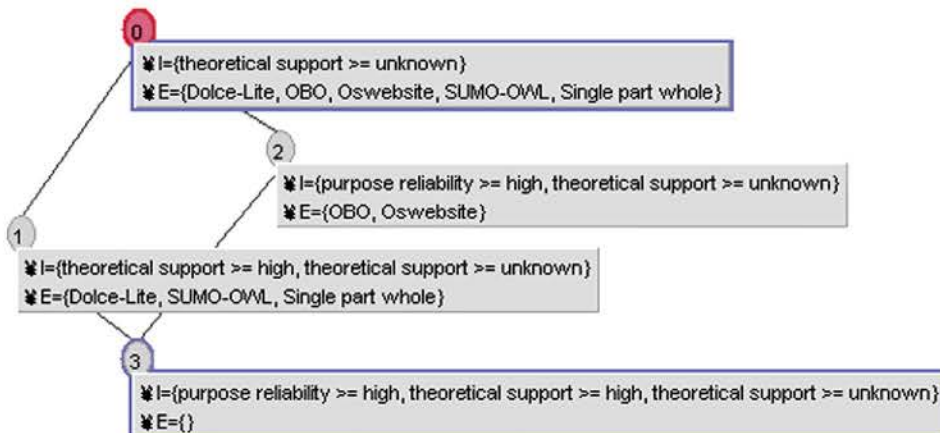 0
¥ I={theoretical support >= unknown}
¥ E={Dolce-Lite, OBO, Oswebsite, SUMO-OWL, Single part whole}
2
¥ I={purpose reliability >= high, theoretical support >= unknown}
¥ E={OBO, Oswebsite}
1
¥ I={theoretical support >= high, theoretical support >= unknown}
¥ E={Dolce-Lite, SUMO-OWL, Single part whole}
3
¥ I={purpose reliability >= high, theoretical support >= high, theoretical support >= unknown}
¥ E={}